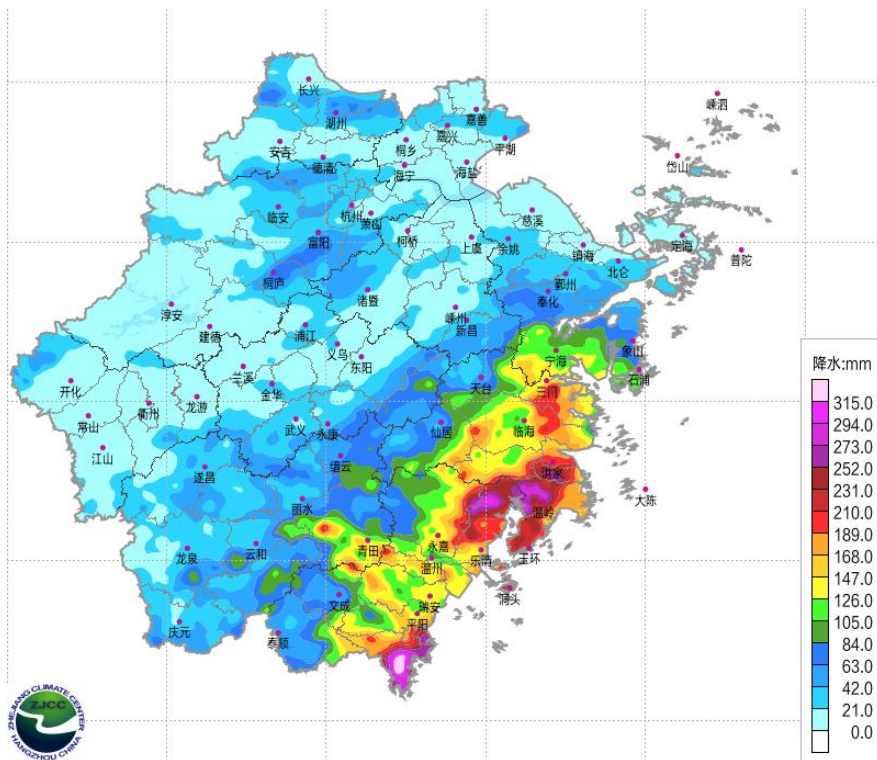 长兴
嵊泗
湖州
嘉善
嘉兴
平湖
安吉
桐乡
德清
海宁
海盐
岱山
临安
杭州
萧山
慈溪
富阳
柯桥
上虞
余姚
镇海
定海
普陀
北仑
桐庐
鄞州
诸暨
奉化
淳安
嵊州
新昌
建德
浦江
义乌
东阳
象山
宁海
兰溪
石浦
开化
金华
天台
三门
降水:mm
龙游
衢州
常山
武义
永康
仙居
临海
江山
缙云
遂昌
洪家
大陈
丽水
温岭
龙泉
云和
青田
永嘉
乐清
玉环
温州
文成
瑞安
洞头
平阳
庆元
泰顺
315.0
294.0
273.0
252.0
231.0
210.0
189.0
168.0
147.0
126.0
105.0
84.0
63.0
42.0
21.0
0.0
ZHEJIANG CLIMATE CENTER
ZJCC
HANGZHOU CHINA